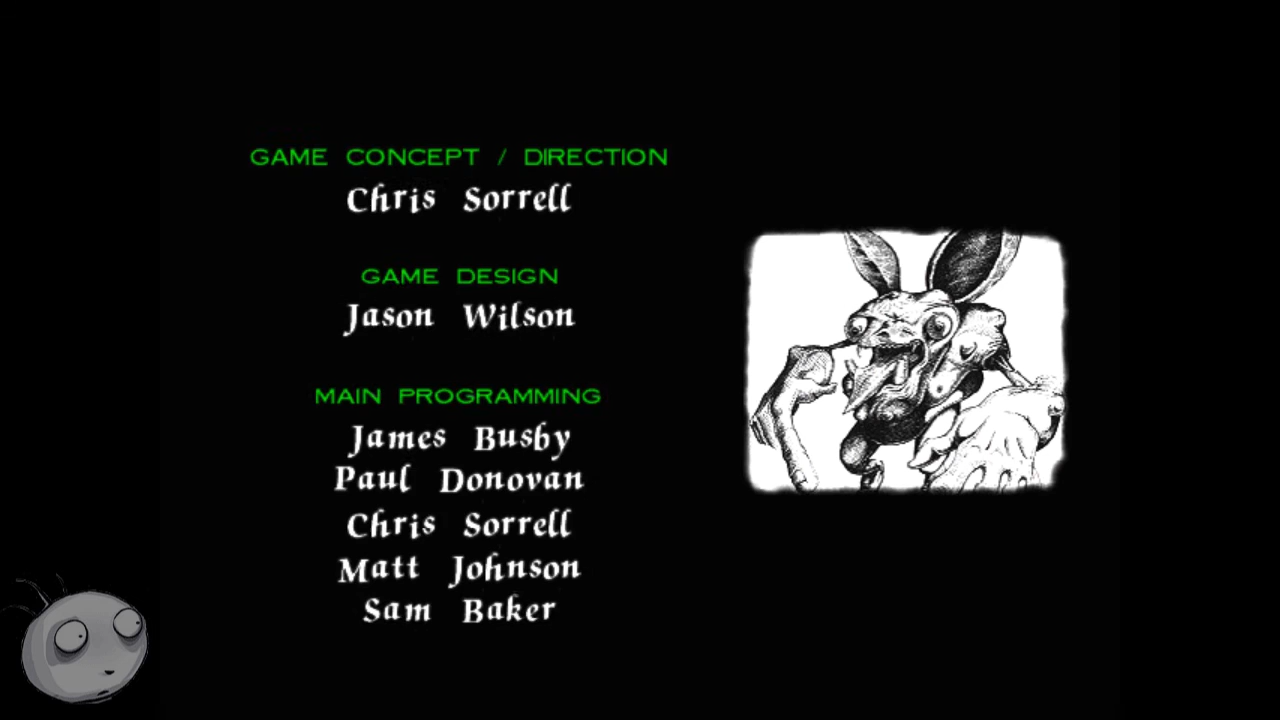 GAME CONCEPT / DIRECTION
Chris Sorrell
GAME DESIGN
Jason Wilson
MAIN PROGRAMMING
James Busby
Paul Donovan
Chris Sorrell
Matt Johnson
Sam Baker